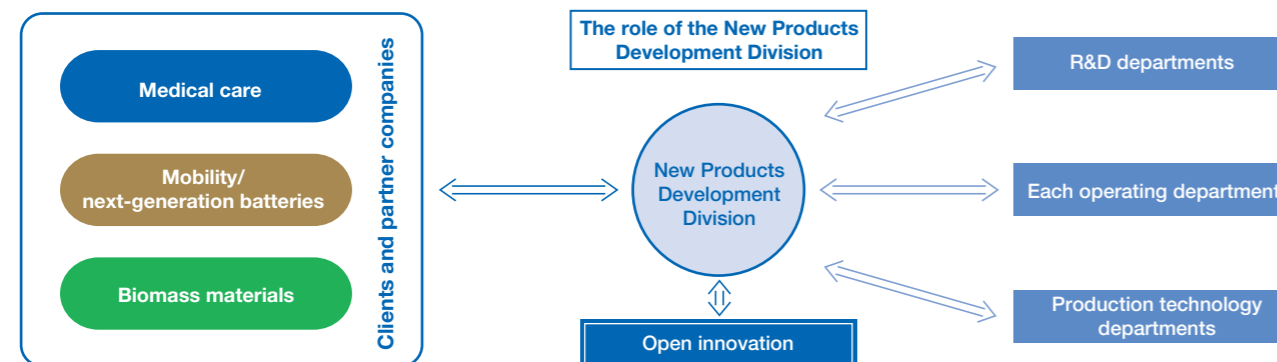 Medical care
Mobility/
next-generation batteries
Biomass materials
Clients and partner companies
The role of the New Products
Development Division
New Products
Development
Division
Open innovation
R&D departments
Each operating department
Production technology
departments